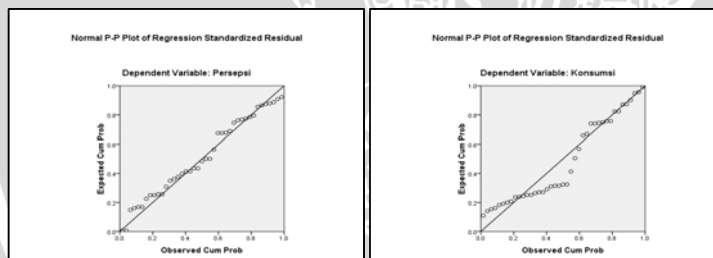 Normal P-P Plot of Regression Standardized Residual
Dependent Variable: Persepsi
1.0
0.8
0.6
0.4
0.2
0.0
Expected Cum Prob
0.0 0.2 0.4 0.6 0.8 1.0
Observed Cum Prob
Normal P-P Plot of Regression Standardized Residual
Dependent Variable: Konsumsi
1.0
0.8
0.6
0.4
0.2
0.0
Expected Cum Prob
0.0 0.2 0.4 0.6 0.8 1.0
Observed Cum Prob